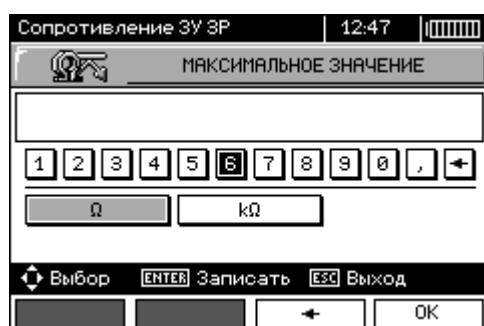 Сопротивление ЗУ 3P 12:47
МАКСИМАЛЬНОЕ ЗНАЧЕНИЕ
1 2 3 4 5 6 7 8 9 0 ,
Ω kΩ
Выбор ENTER Записать ESC Выход
OK